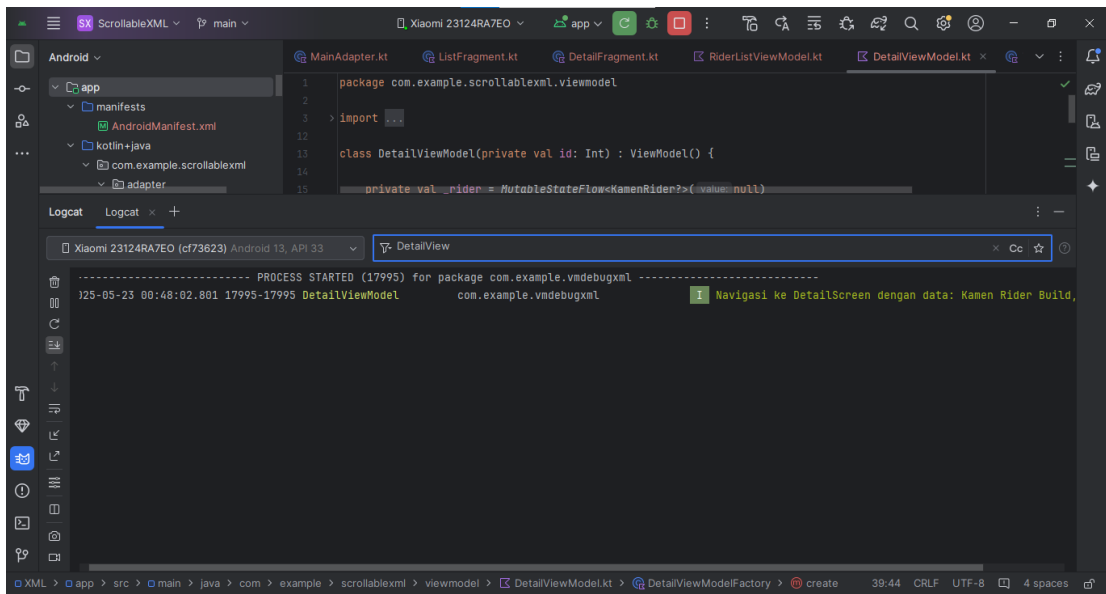 SX ScrollableXML main Xiaomi 23124RA7EO app
Android MainAdapter.kt ListFragment.kt DetailFragment.kt RiderListViewModel.kt DetailViewModel.kt
app
manifests
AndroidManifest.xml
kotlin+java
com.example.scrollablexml
adapter
1 package com.example.scrollablexml.viewmodel
2
3 import ...
12
13 class DetailViewModel(private val id: Int) : ViewModel() {
14
15 private val _rider = MutableStateFlow<KamenRider?>( value: null)
Logcat Logcat
Xiaomi 23124RA7EO (cf73623) Android 13, API 33 DetailView Cc
--------------------------- PROCESS STARTED (17995) for package com.example.vmdebugxml ----------------------------
025-05-23 00:48:02.801 17995-17995 DetailViewModel com.example.vmdebugxml I Navigasi ke DetailScreen dengan data: Kamen Rider Build,
XML > app > src > main > java > com > example > scrollablexml > viewmodel > DetailViewModel.kt > DetailViewModelFactory > create 39:44 CRLF UTF-8 4 spaces